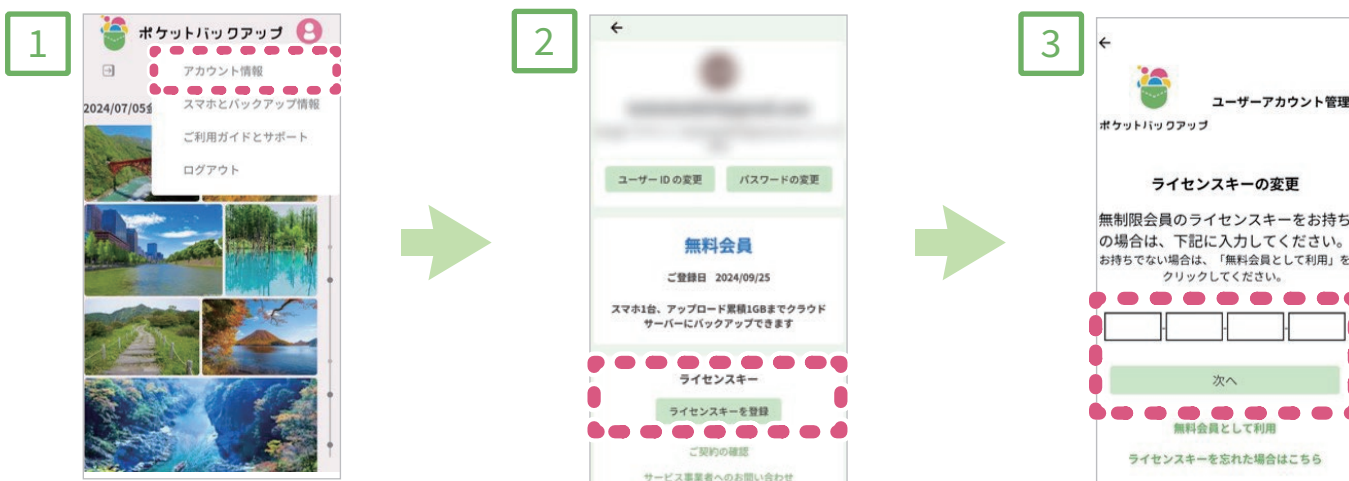 1
ポケットバックアップ
アカウント情報
スマホとバックアップ情報
2024/07/05金
ご利用ガイドとサポート
ログアウト
2
ユーザー ID の変更
パスワードの変更
無料会員
ご登録日 2024/09/25
スマホ1台、アップロード累積1GBまでクラウド
サーバーにバックアップできます
ライセンスキー
ライセンスキーを登録
ご契約の確認
サービス事業者へのお問い合わせ
3
ユーザーアカウント管理
ポケットバックアップ
ライセンスキーの変更
無制限会員のライセンスキーをお持ち
の場合は、下記に入力してください。
お持ちでない場合は、「無料会員として利用」を
クリックしてください。
次へ
無料会員として利用
ライセンスキーを忘れた場合はこちら